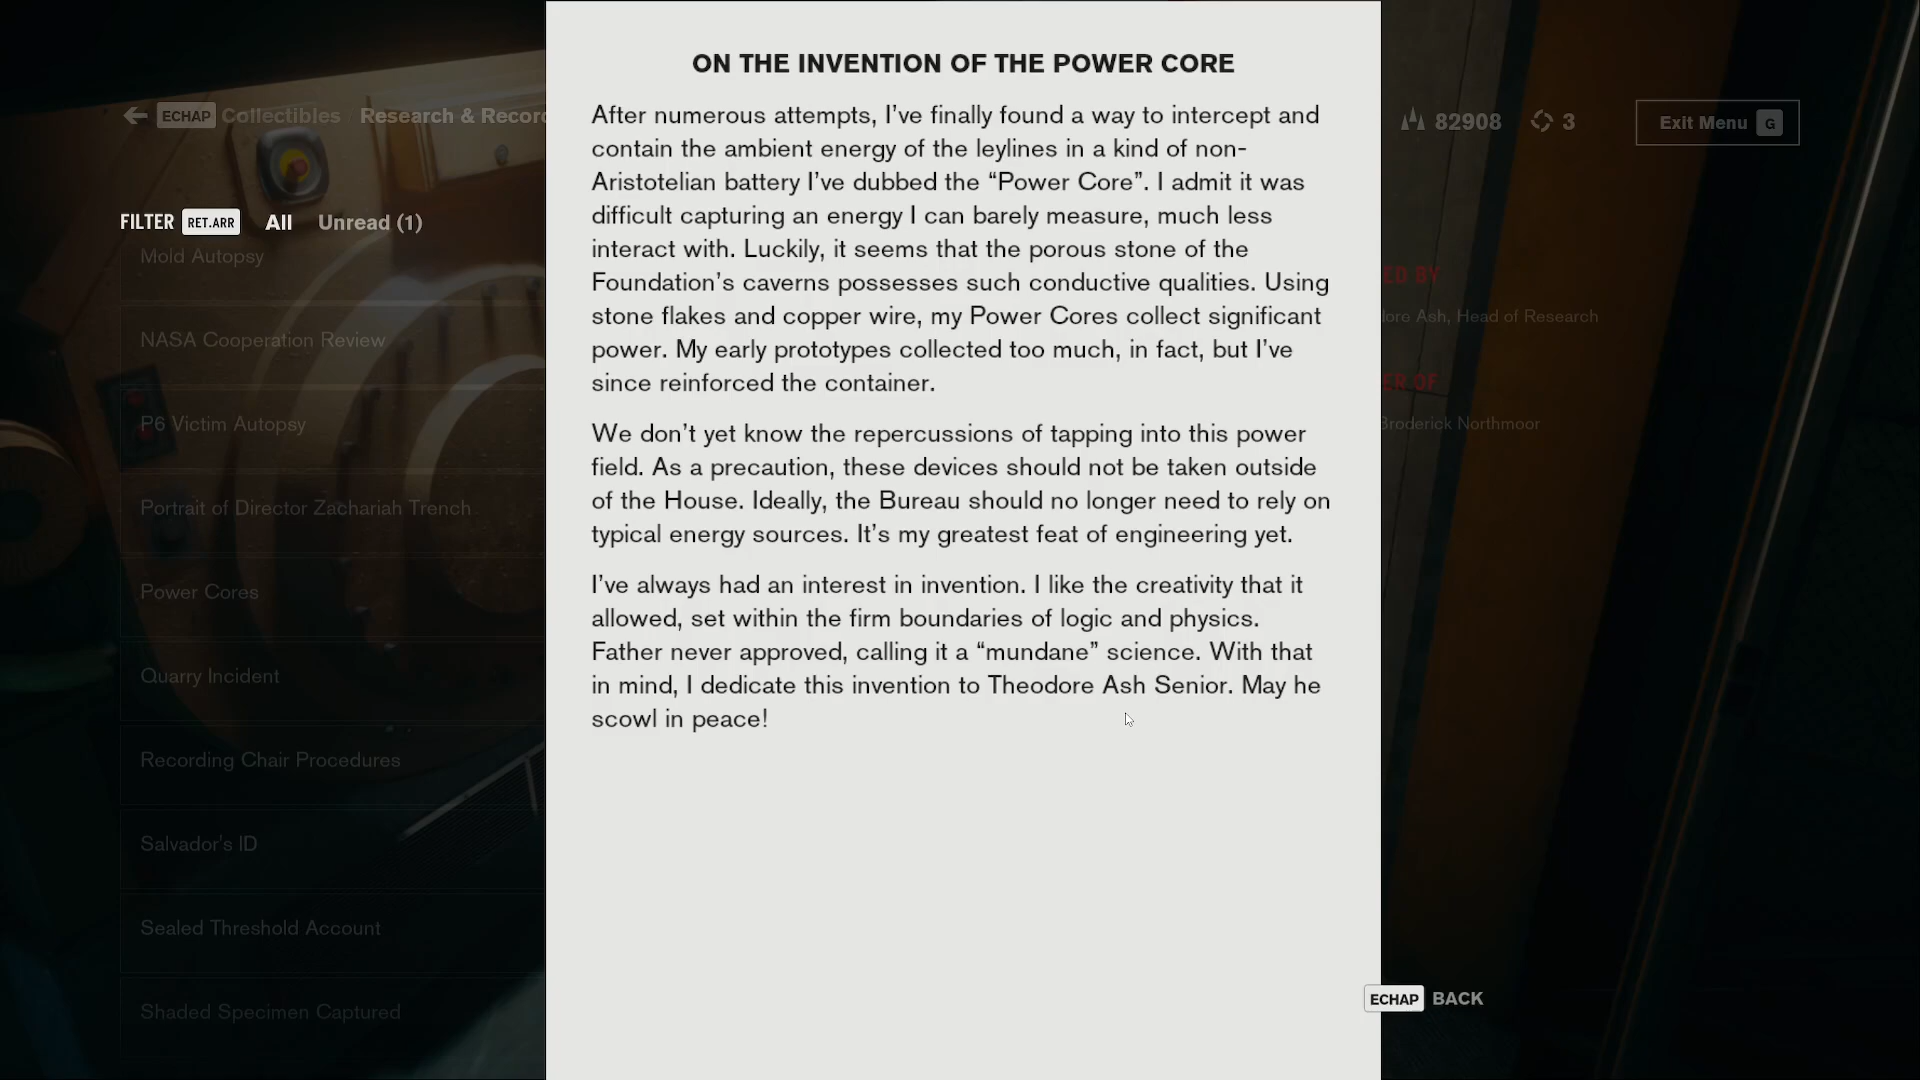 ON THE INVENTION OF THE POWER CORE
After numerous attempts, I've finally found a way to intercept and
contain the ambient energy of the leylines in a kind of non-
Aristotelian battery I've dubbed the “Power Core”. I admit it was
difficult capturing an energy I can barely measure, much less
interact with. Luckily, it seems that the porous stone of the
Foundation's caverns possesses such conductive qualities. Using
stone flakes and copper wire, my Power Cores collect significant
power. My early prototypes collected too much, in fact, but I've
since reinforced the container.
We don't yet know the repercussions of tapping into this power
field. As a precaution, these devices should not be taken outside
of the House. Ideally, the Bureau should no longer need to rely on
typical energy sources. It's my greatest feat of engineering yet.
I've always had an interest in invention. I like the creativity that it
allowed, set within the firm boundaries of logic and physics.
Father never approved, calling it a “mundane” science. With that
in mind, I dedicate this invention to Theodore Ash Senior. May he
scowl in peace!
ECHAP Collectibles Research & Recor
82908 3
Exit Menu G
FILTER RET.ARR All Unread (1)
Mold Autopsy
NASA Cooperation Review
P6 Victim Autopsy
Portrait of Director Zachariah Trench
Power Cores
Quarry Incident
Recording Chair Procedures
Salvador's ID
Sealed Threshold Account
Shaded Specimen Captured
ED BY
ore Ash, Head of Research
ER OF
Broderick Northmoor
ECHAP BACK